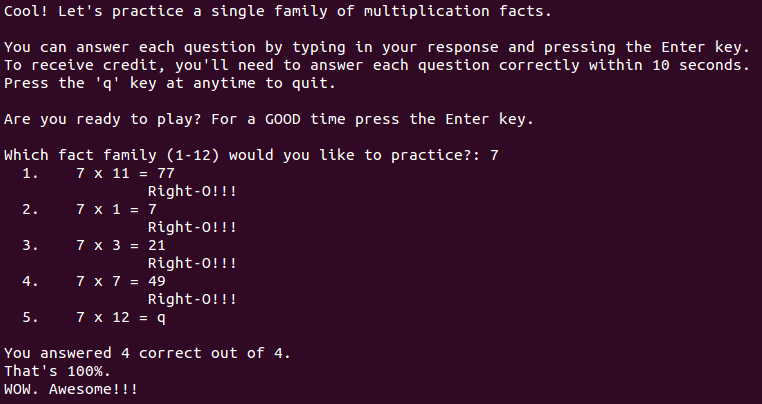 Cool! Let's practice a single family of multiplication facts.
You can answer each question by typing in your response and pressing the Enter key.
To receive credit, you'll need to answer each question correctly within 10 seconds.
Press the 'q' key at anytime to quit.
Are you ready to play? For a GOOD time press the Enter key.
Which fact family (1-12) would you like to practice?: 7
1. 7 x 11 = 77
Right-O!!!
2. 7 x 1 = 7
Right-O!!!
3. 7 x 3 = 21
Right-O!!!
4. 7 x 7 = 49
Right-O!!!
5. 7 x 12 = q
You answered 4 correct out of 4.
That's 100%.
WOW. Awesome!!!